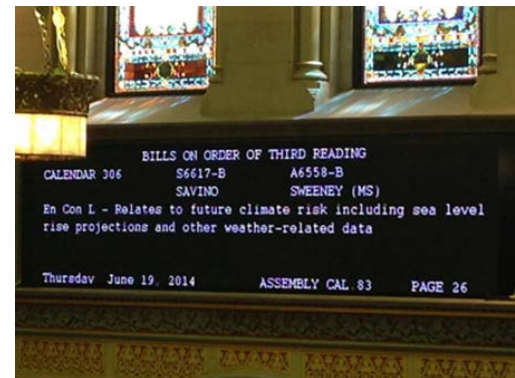 BILLS ON ORDER OF THIRD READING
CALENDAR 306 S6617-B A6558-B
SAVINO SWEENEY (MS)
En Con L - Relates to future climate risk including sea level
rise projections and other weather-related data
Thursday June 19, 2014 ASSEMBLY CAL.83 PAGE 26